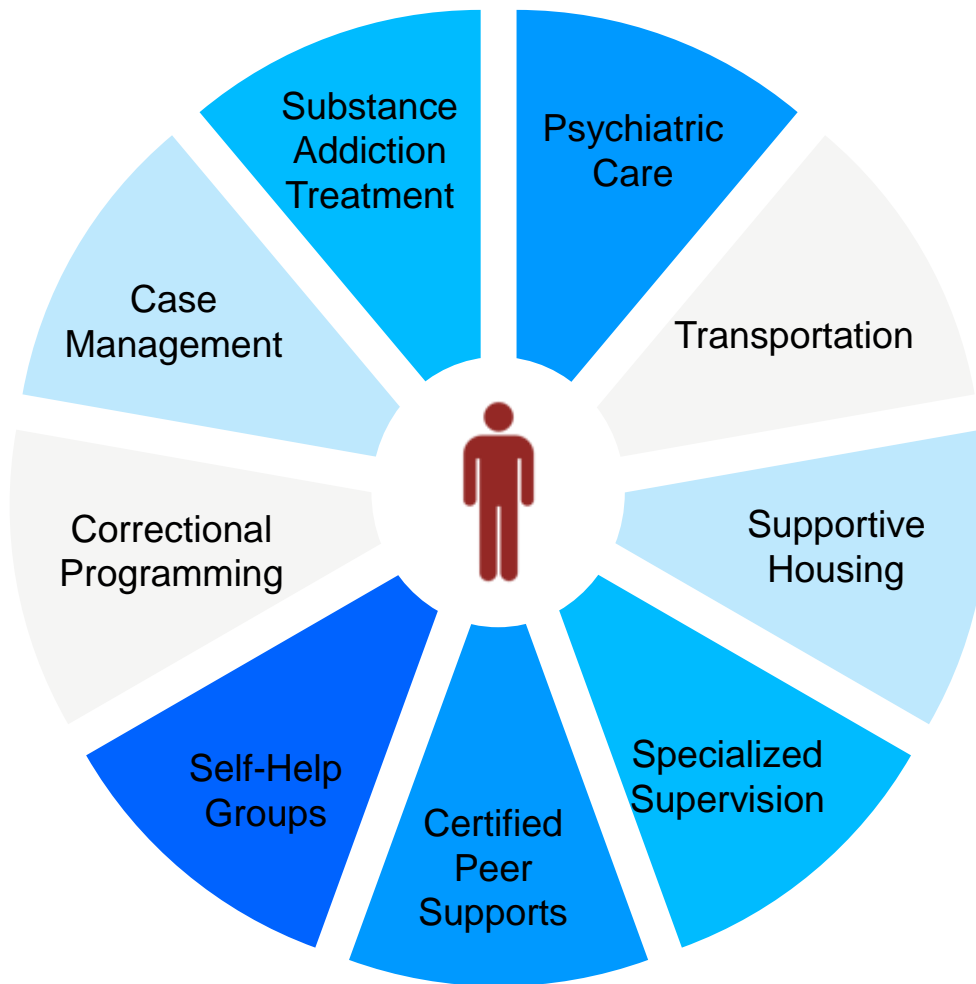 Substance
Addiction
Treatment
Psychiatric
Care
Case
Management
Transportation
Correctional
Programming
Supportive
Housing
Self-Help
Groups
Certified
Peer
Supports
Specialized
Supervision